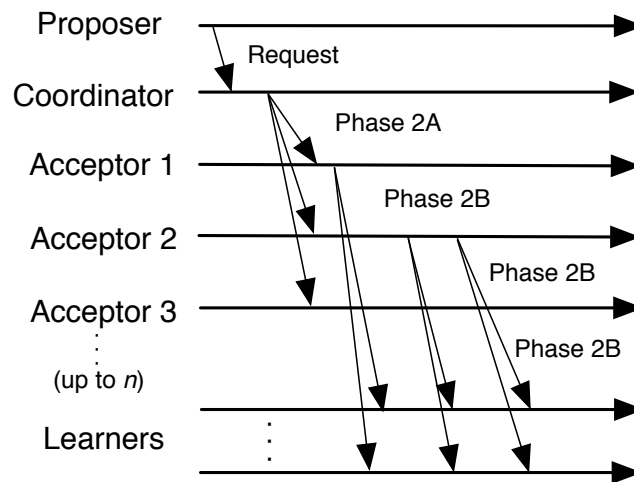 Proposer
Request
Coordinator
Phase 2A
Acceptor 1
Phase 2B
Acceptor 2
Phase 2B
Acceptor 3
Phase 2B
(up to n)
Learners